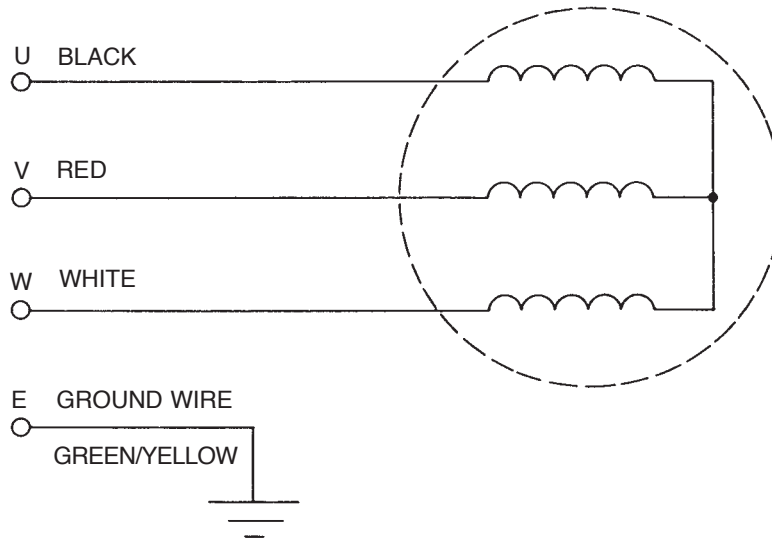 U BLACK
V RED
W WHITE
E GROUND WIRE
GREEN/YELLOW